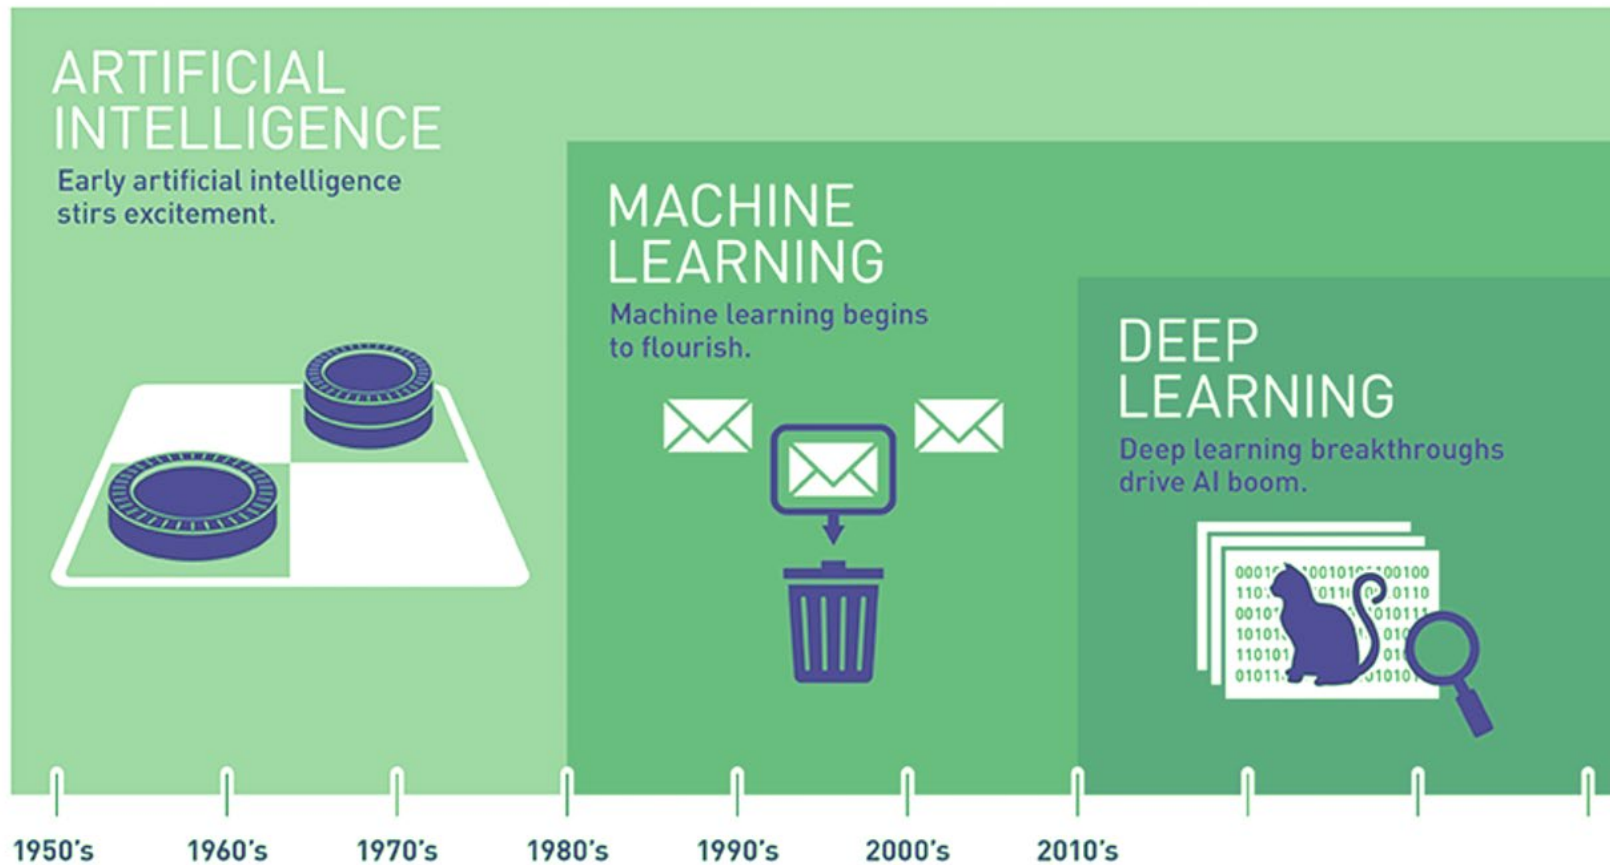 ARTIFICIAL
INTELLIGENCE
Early artificial intelligence
stirs excitement.
MACHINE
LEARNING
Machine learning begins
to flourish.
DEEP
LEARNING
Deep learning breakthroughs
drive AI boom.
1950's 1960's 1970's 1980's 1990's 2000's 2010's